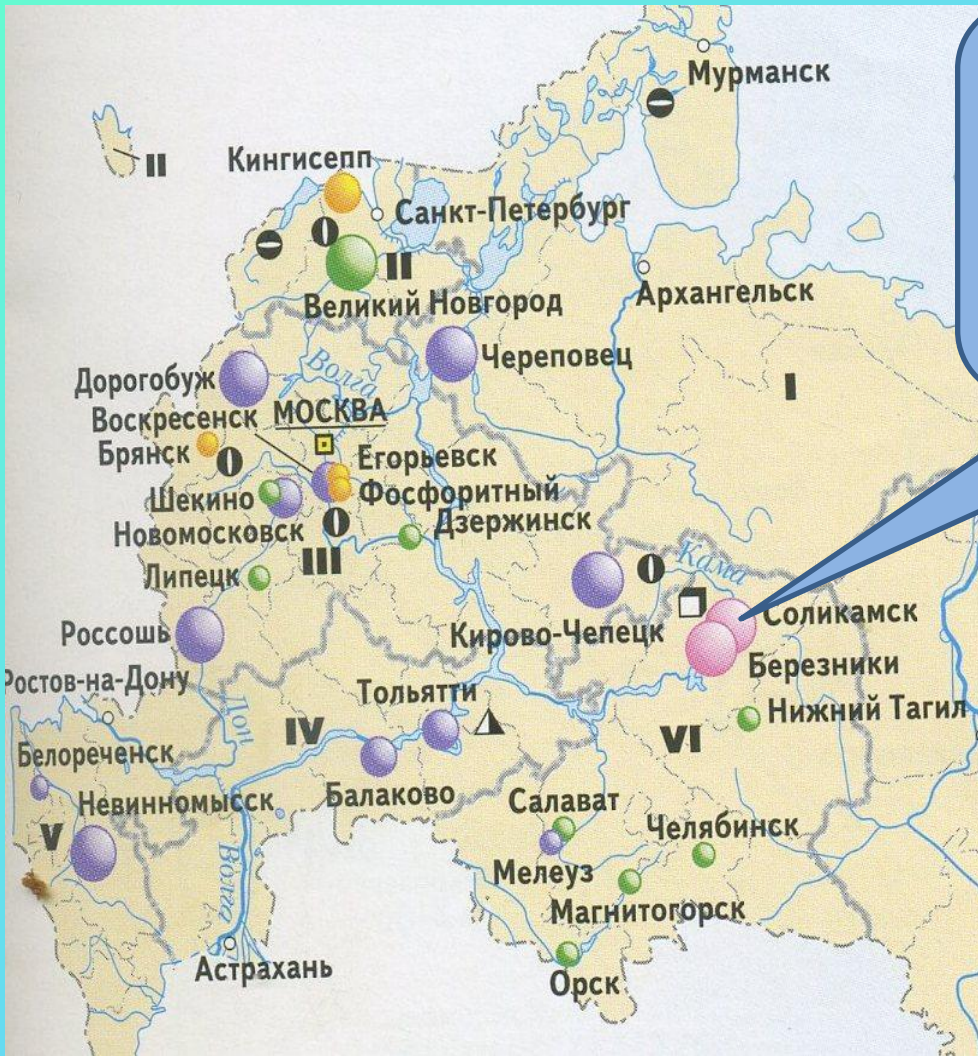 Мурманск
II
Кингисепп
Санкт-Петербург
II
Великий Новгород
Архангельск
Череповец
Волга
Дорогобуж
I
Воскресенск
МОСКВА
Брянск
Егорьевск
Шекино
Фосфоритный
Новомосковск
Дзержинск
III
Липецк
Кама
Соликамск
Россошь
Кирово-Чепецк
Березники
Ростов-на-Дону
Тольятти
Нижний Тагил
Дон
IV
VI
Белореченск
Невинномысск
Балаково
Салават
Челябинск
V
Мелеуз
Волга
Магнитогорск
Астрахань
Орск